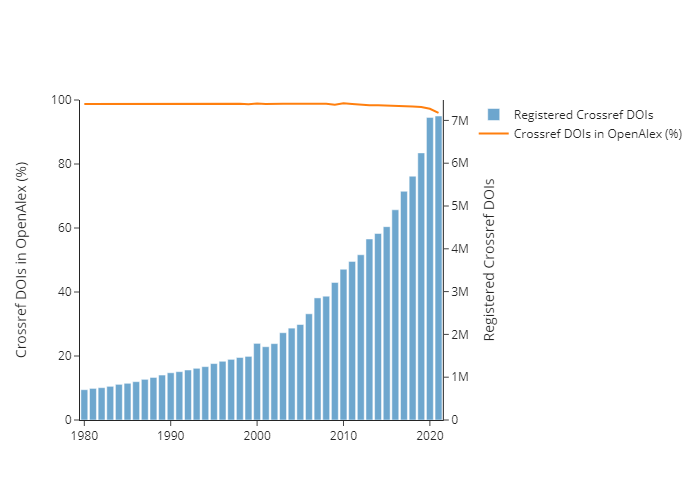 Crossref DOIs in OpenAlex (%)
100
80
60
40
20
0
1980
1990
2000
2010
2020
7M
6M
5M
4M
3M
2M
1M
0
Registered Crossref DOIs
Registered Crossref DOIs
Crossref DOIs in OpenAlex (%)